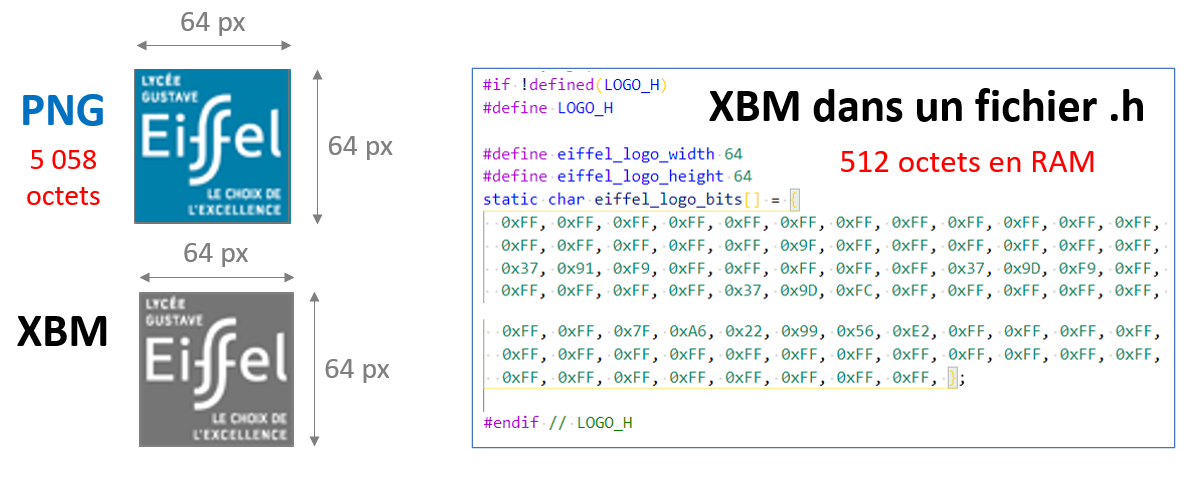 64 px
LYCÉE
GUSTAVE
Eiffel
LE CHOIX DE
L'EXCELLENCE
PNG
5 058
octets
64 px
64 px
LYCÉE
GUSTAVE
Eiffel
LE CHOIX DE
L'EXCELLENCE
XBM
64 px
XBM dans un fichier .h
512 octets en RAM
#if !defined(LOGO_H)
#define LOGO_H
#define eiffel_logo_width 64
#define eiffel_logo_height 64
static char eiffel_logo_bits[] = {
0xFF, 0xFF, 0xFF, 0xFF, 0xFF, 0xFF, 0xFF, 0xFF, 0xFF, 0xFF, 0xFF, 0xFF,
0xFF, 0xFF, 0xFF, 0xFF, 0xFF, 0x9F, 0xFF, 0xFF, 0xFF, 0xFF, 0xFF, 0xFF,
0x37, 0x91, 0xF9, 0xFF, 0xFF, 0xFF, 0xFF, 0xFF, 0x37, 0x9D, 0xF9, 0xFF,
0xFF, 0xFF, 0xFF, 0xFF, 0x37, 0x9D, 0xFC, 0xFF, 0xFF, 0xFF, 0xFF, 0xFF,
0xFF, 0xFF, 0x7F, 0xA6, 0x22, 0x99, 0x56, 0xE2, 0xFF, 0xFF, 0xFF, 0xFF,
0xFF, 0xFF, 0xFF, 0xFF, 0xFF, 0xFF, 0xFF, 0xFF, 0xFF, 0xFF, 0xFF, 0xFF,
0xFF, 0xFF, 0xFF, 0xFF, 0xFF, 0xFF, 0xFF, 0xFF, };
#endif // LOGO_H